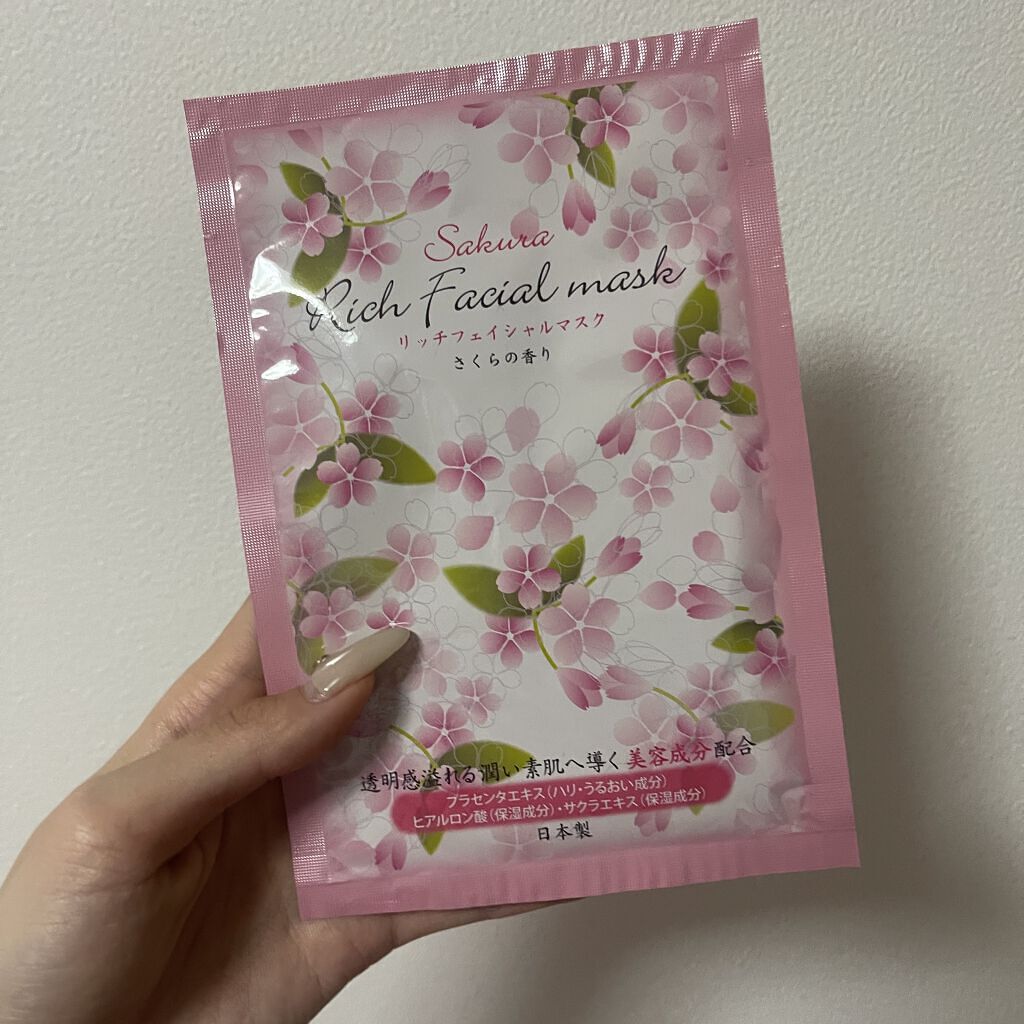 Sakura
Rich Facial mask
リッチフェイシャルマスク
さくらの香り
透明感溢れる潤い素肌へ導く美容成分配合
プラセンタエキス(ハリ・うるおい成分)
ヒアルロン酸(保湿成分)・サクラエキス(保湿成分)
日本製